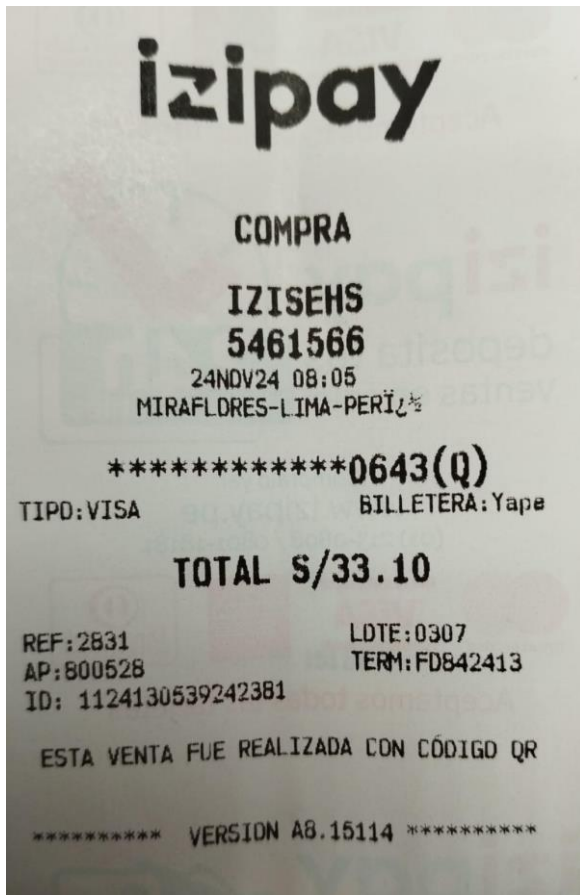 izipay
COMPRA
IZISEHS
5461566
24NOV24 08:05
MIRAFLORES-LIMA-PERÏ¿½
************0643(Q)
TIPO:VISA BILLETERA:Yape
TOTAL S/33.10
REF:2831 LOTE:0307
AP:800528 TERM:FD842413
ID: 1124130539242381
ESTA VENTA FUE REALIZADA CON CÓDIGO QR
********** VERSION A8.15114 **********